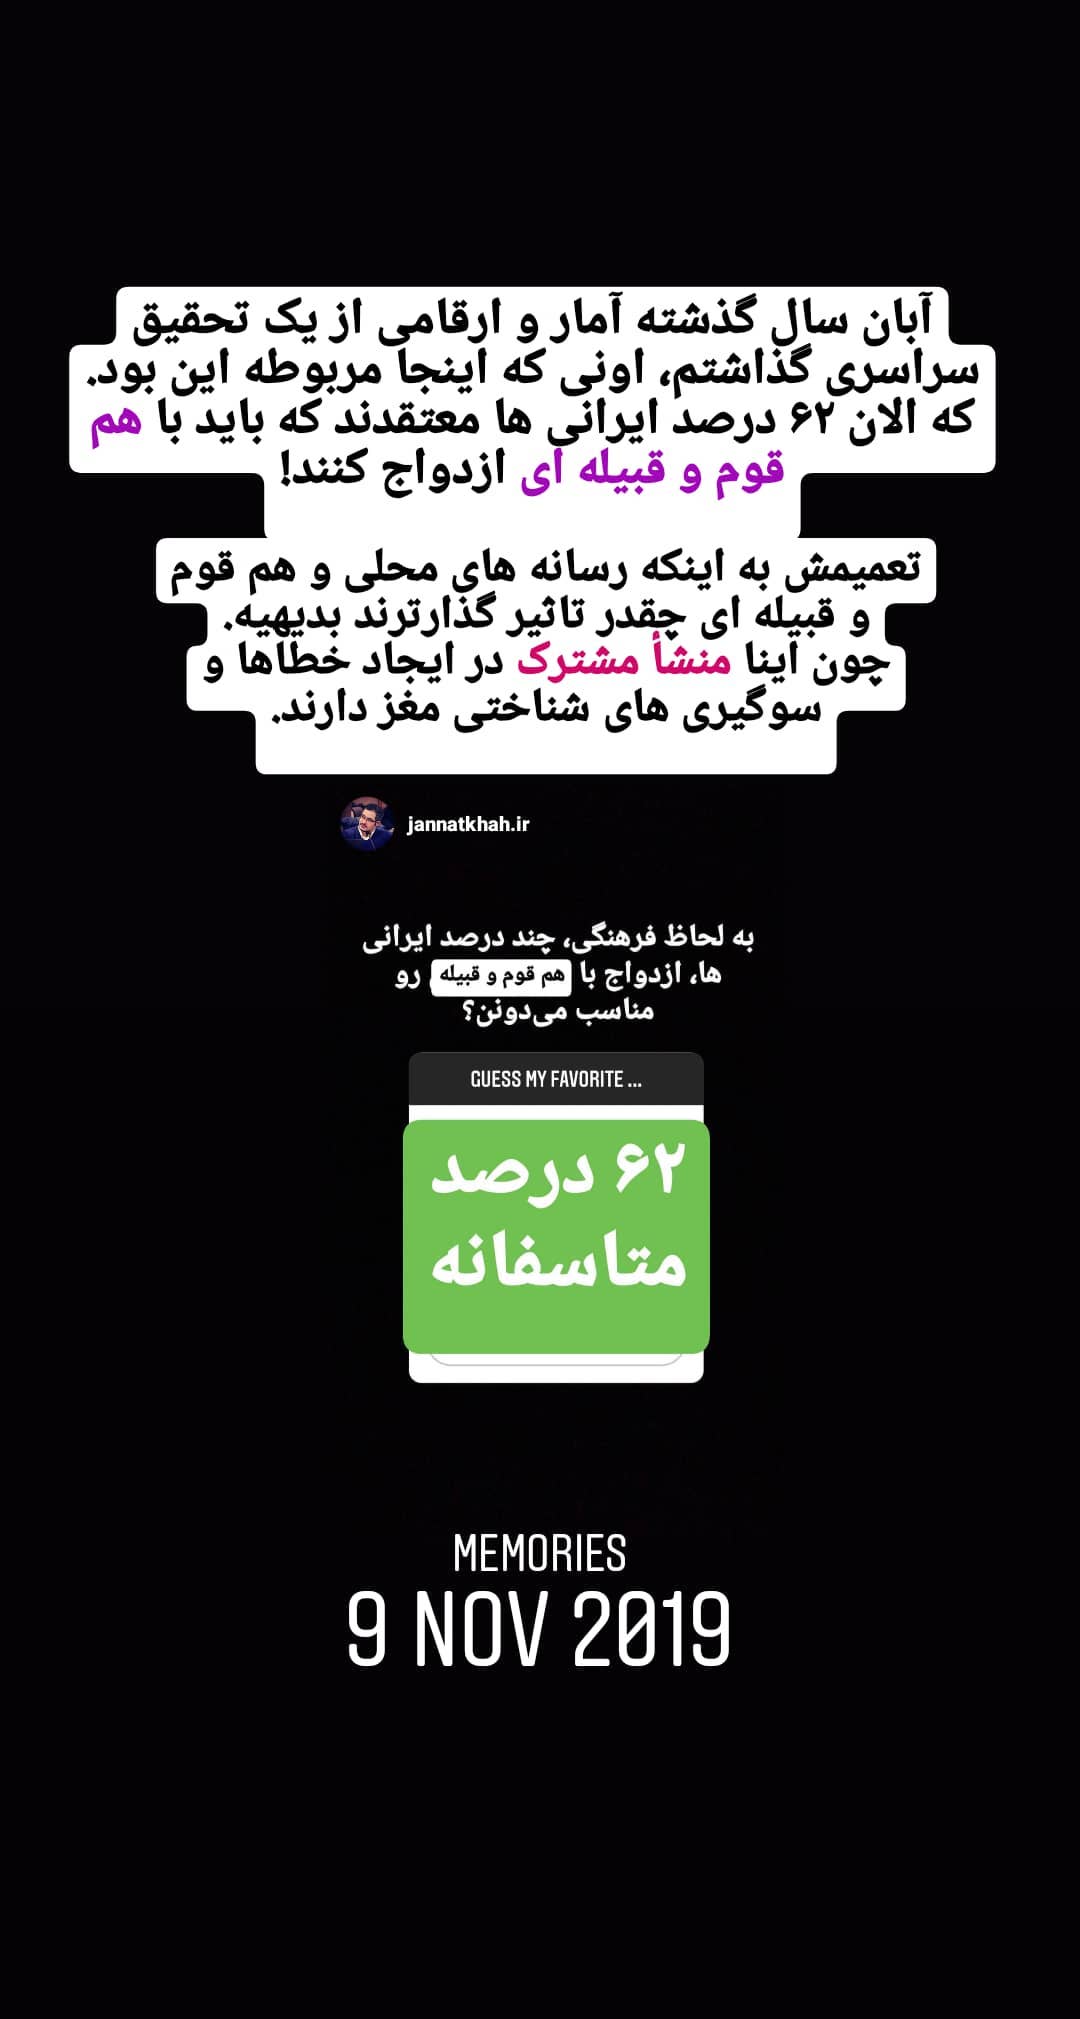 آبان سال گذشته آمار و ارقامی از یک تحقیق
سراسری گذاشتم، اونی که اینجا مربوطه این بود.
که الان ۶۲ درصد ایرانی ها معتقدند که باید با هم
قوم و قبیله ای ازدواج کنند!
تعمیمش به اینکه رسانه های محلی و هم قوم
و قبیله ای چقدر تاثیر گذارترند بدیهیه.
چون اینا منشأ مشترک در ایجاد خطاها و
سوگیری های شناختی مغز دارند.
jannatkhah.ir
به لحاظ فرهنگی، چند درصد ایرانی
ها، ازدواج با هم قوم و قبیله رو
مناسب می‌دونن؟
GUESS MY FAVORITE ...
۶۲ درصد
متاسفانه
MEMORIES
9 NOV 2019